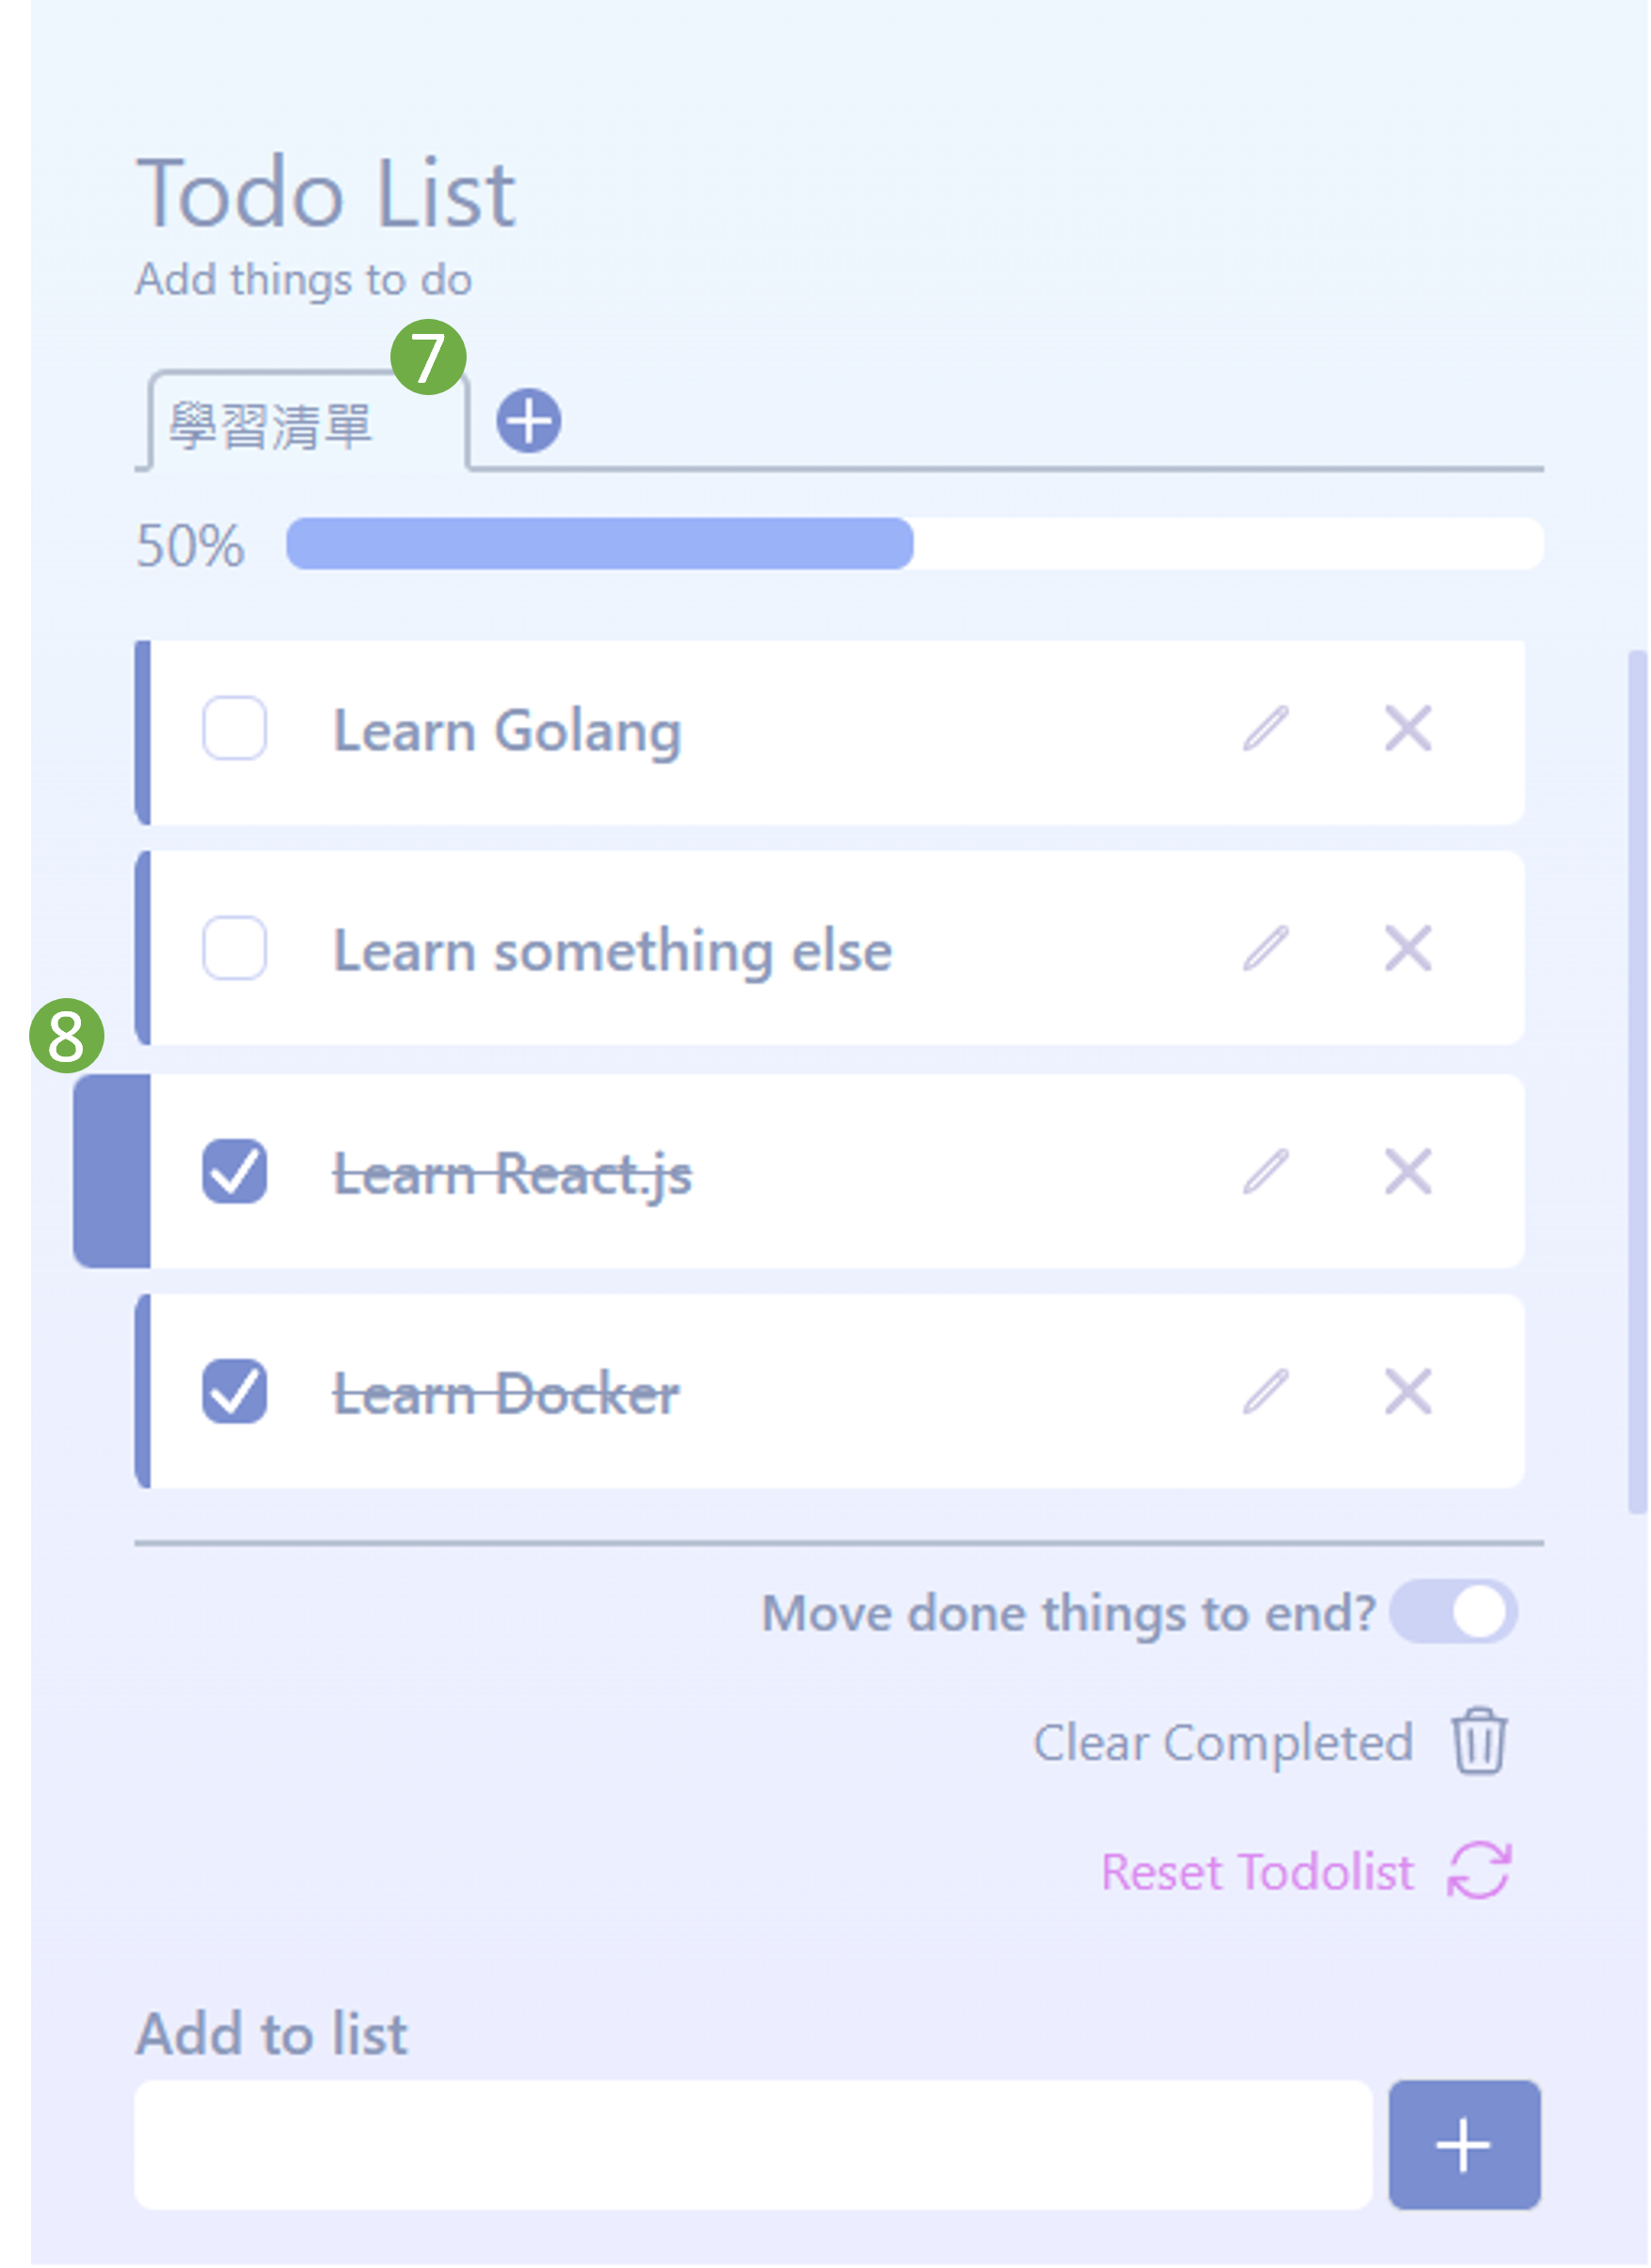 Todo List
Add things to do
7
學習清單
50%
Learn Golang
Learn something else
8
Learn React.js
Learn Docker
Move done things to end?
Clear Completed
Reset Todolist
Add to list